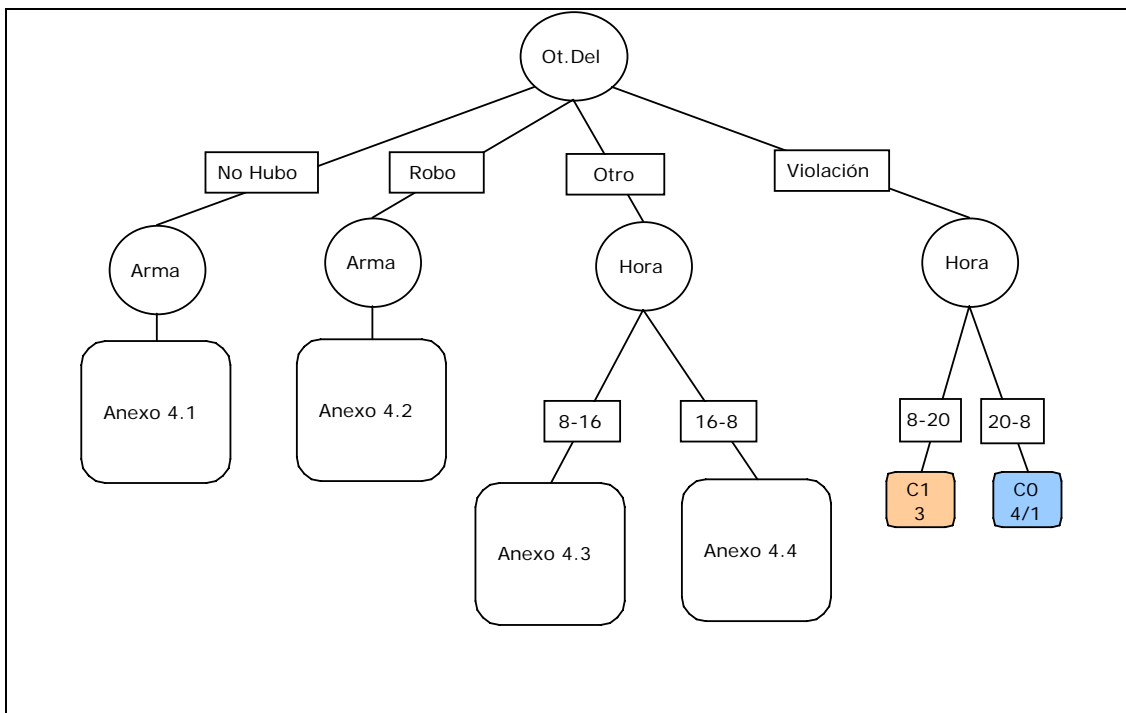 Ot.Del
No Hubo
Robo
Otro
Violación
Arma
Arma
Hora
Hora
Anexo 4.1
Anexo 4.2
8-16
16-8
8-20
20-8
C1
3
C0
4/1
Anexo 4.3
Anexo 4.4